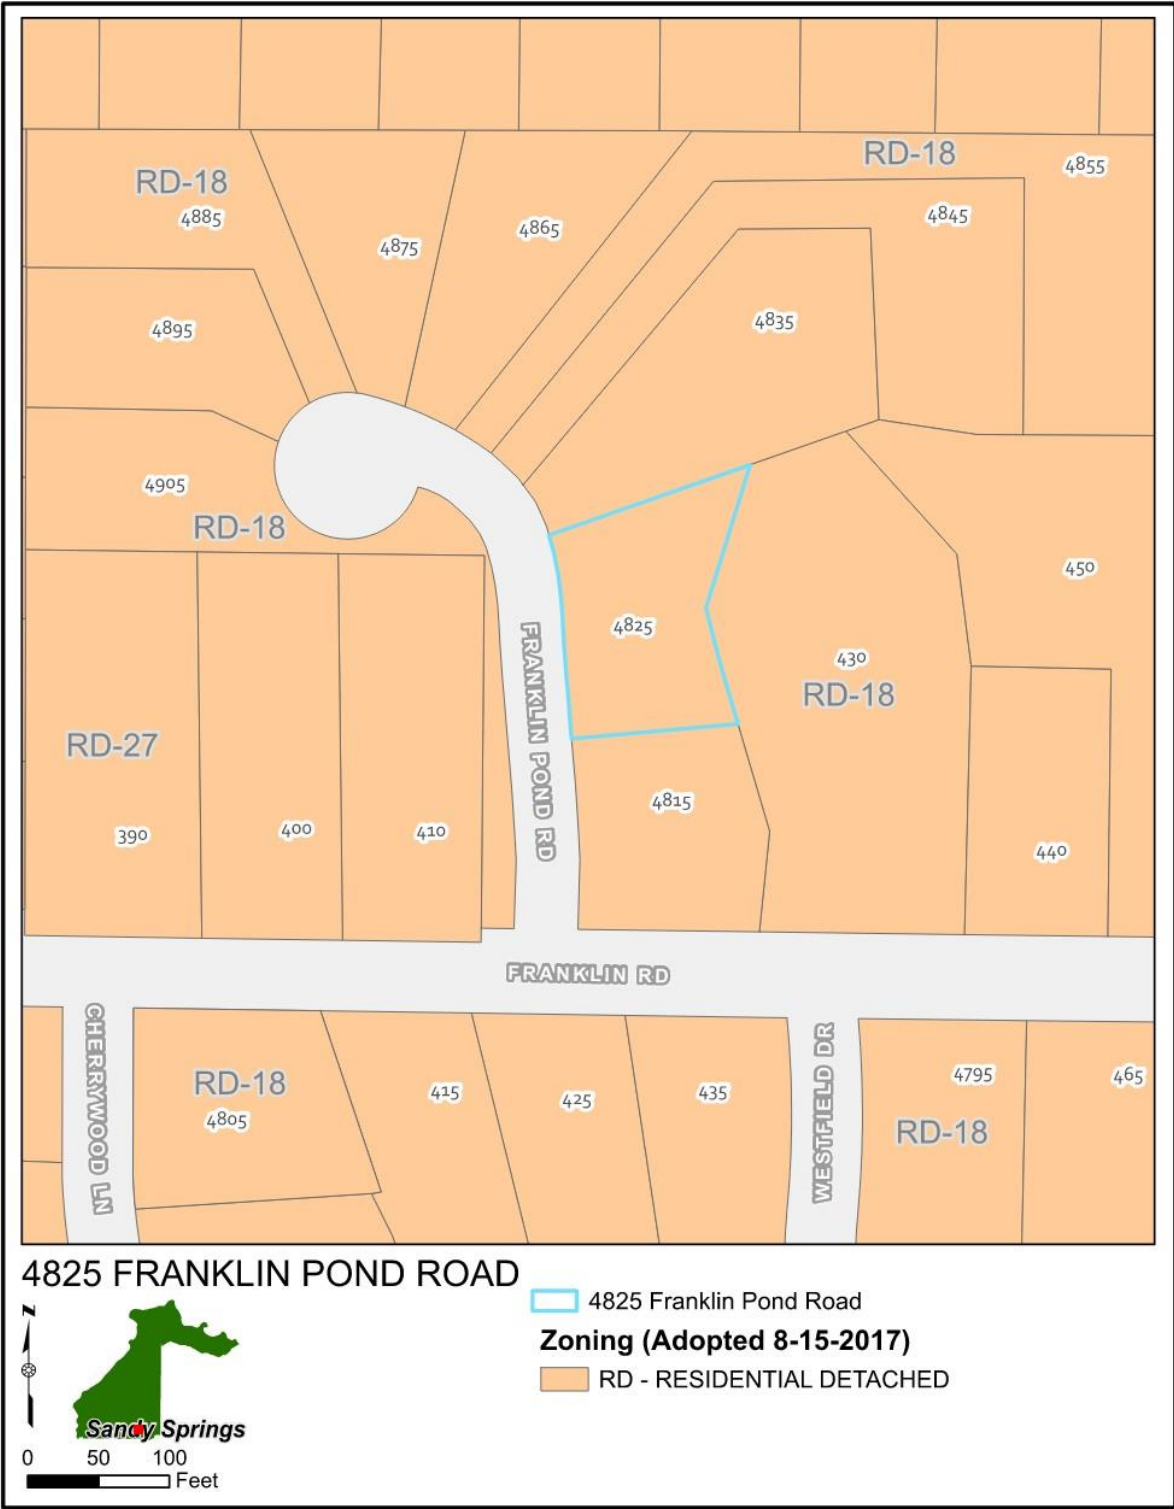 RD-18
4855
RD-18
4885
4845
4875
4865
4895
4835
4905
RD-18
450
4825
430
RD-18
FRANKLIN POND RD
RD-27
390
400
410
4815
440
FRANKLIN RD
CHERRYWOOD LN
RD-18
4805
415
425
435
WESTFIELD DR
4795
465
RD-18
4825 FRANKLIN POND ROAD
N
Sandy Springs
0 50 100
Feet
4825 Franklin Pond Road
Zoning (Adopted 8-15-2017)
RD - RESIDENTIAL DETACHED